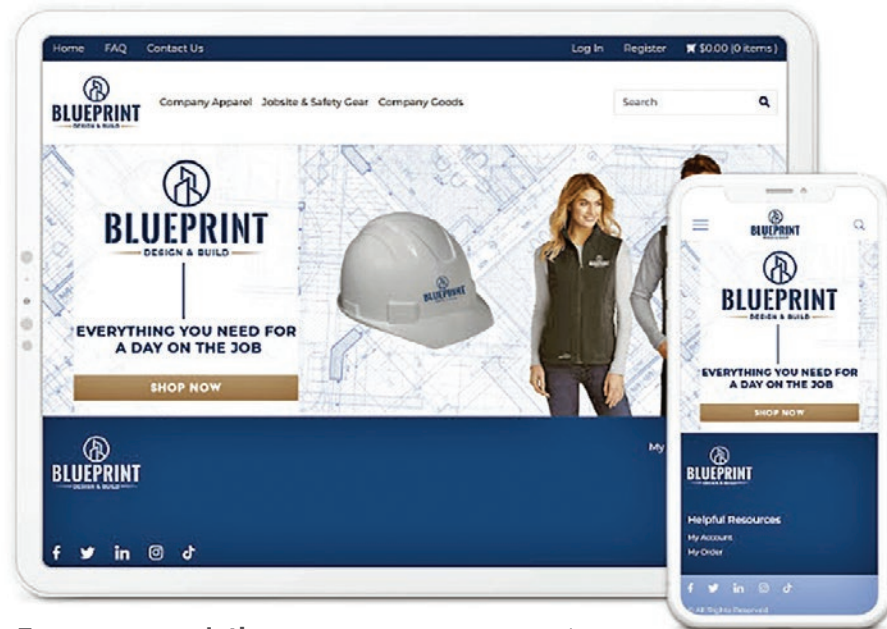 Home FAQ Contact Us Log In Register $0.00 (0 items)
BLUEPRINT
DESIGN & BUILD
Company Apparel Jobsite & Safety Gear Company Goods
Search
BLUEPRINT
DESIGN & BUILD
EVERYTHING YOU NEED FOR
A DAY ON THE JOB
SHOP NOW
BLUEPRINT
BLUEPRINT
DESIGN & BUILD
My
BLUEPRINT
BLUEPRINT
DESIGN & BUILD
EVERYTHING YOU NEED FOR
A DAY ON THE JOB
SHOP NOW
BLUEPRINT
DESIGN & BUILD
Helpful Resources
My Account
My Order
© All Rights Reserved